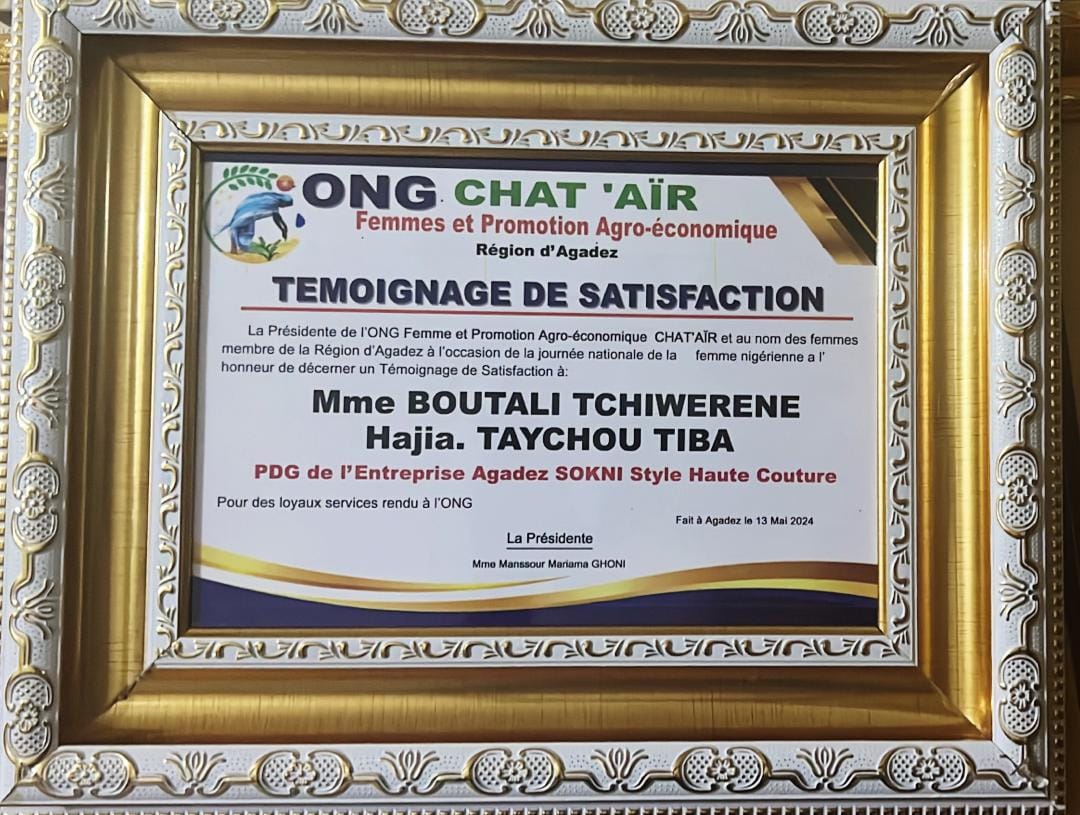 ONG CHAT 'AÏR
Femmes et Promotion Agro-économique
Région d'Agadez
TEMOIGNAGE DE SATISFACTION
La Présidente de l'ONG Femme et Promotion Agro-économique CHAT'AÏR et au nom des femmes
membre de la Région d'Agadez à l'occasion de la journée nationale de la femme nigérienne a l'
honneur de décerner un Témoignage de Satisfaction à:
Mme BOUTALI TCHIWERENE
Hajia. TAYCHOU TIBA
PDG de l'Entreprise Agadez SOKNI Style Haute Couture
Pour des loyaux services rendu à l'ONG
Fait à Agadez le 13 Mai 2024
La Présidente
Mme Manssour Mariama GHONI